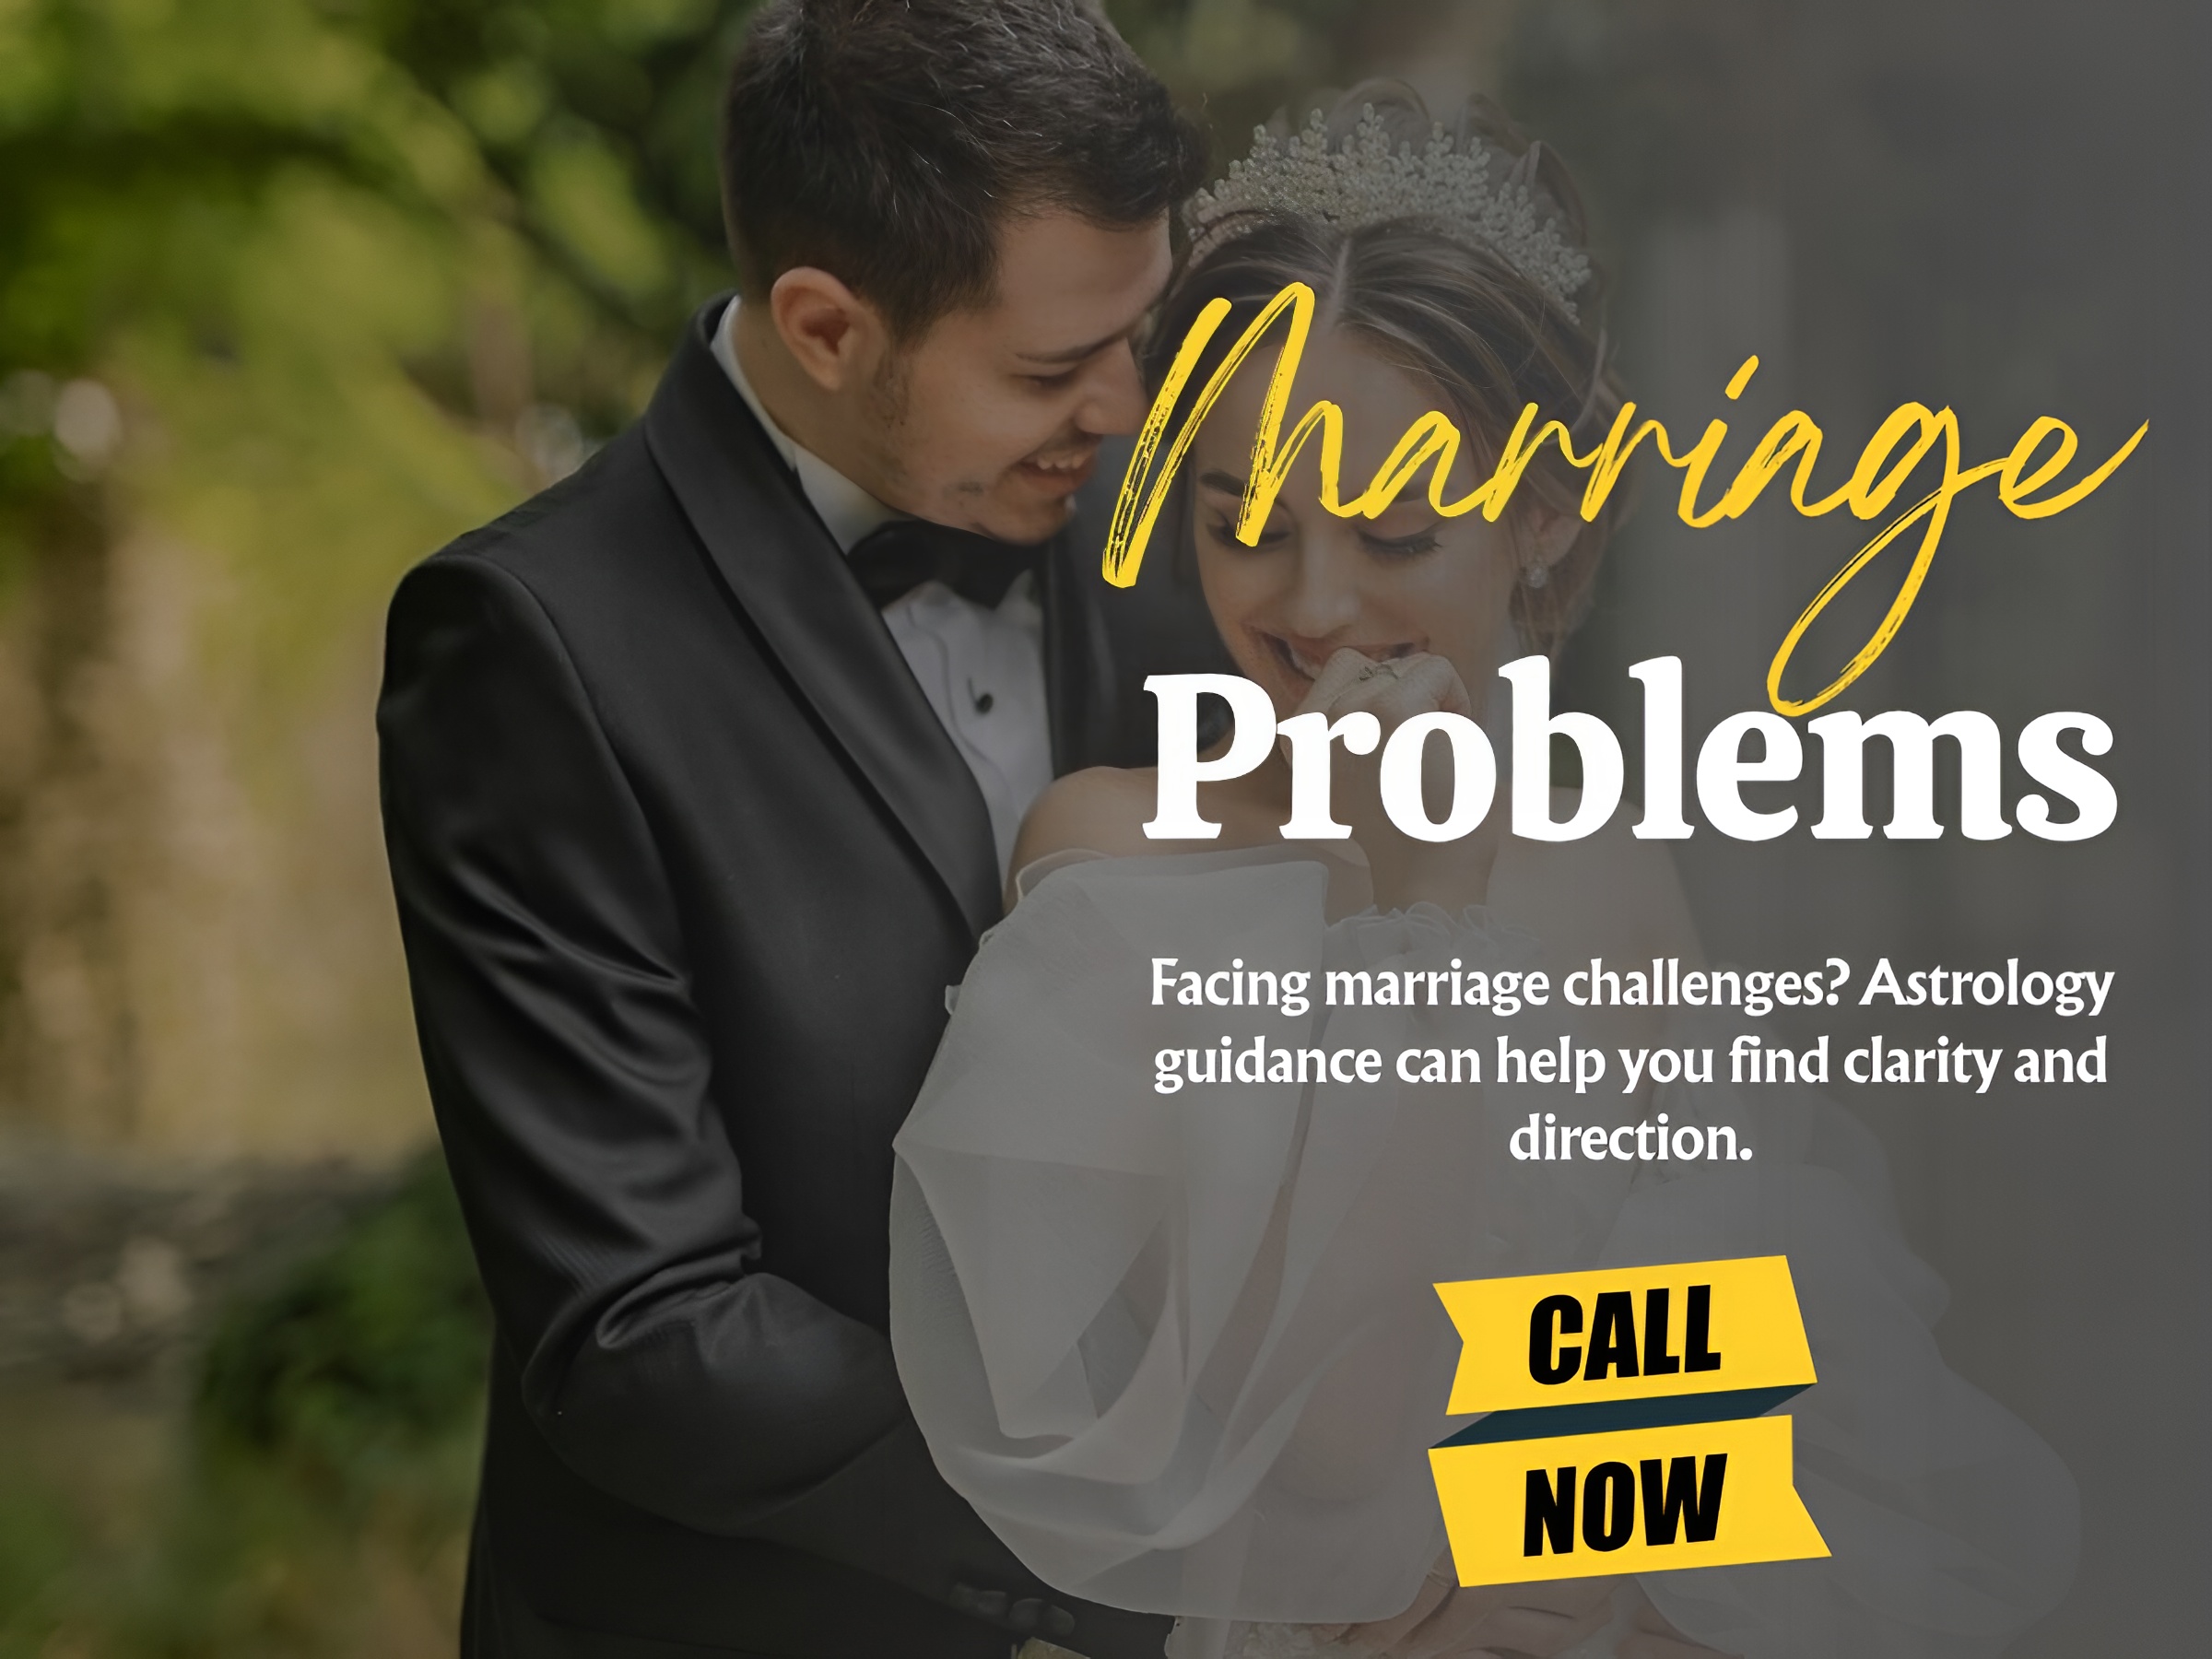 Marriage
Problems
Facing marriage challenges? Astrology
guidance can help you find clarity and
direction.
CALL
NOW